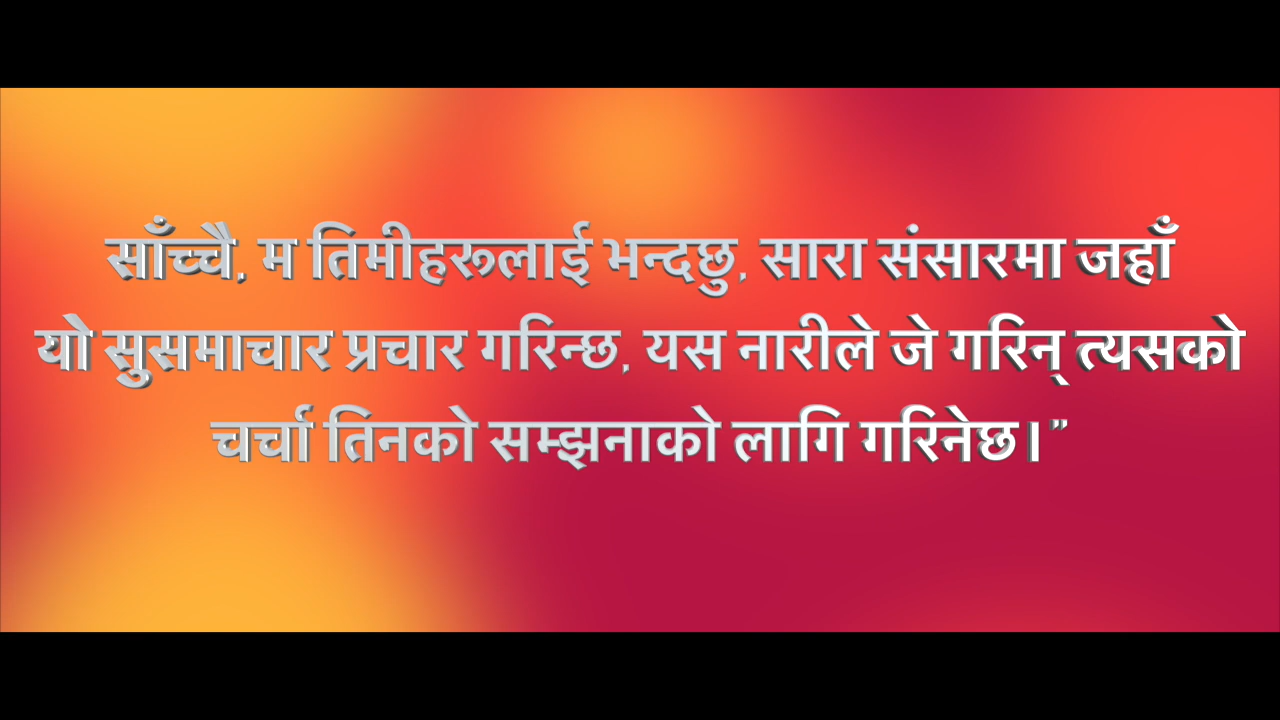 साँच्चै, म तिमीहरूलाई भन्दछु, सारा संसारमा जहाँ
यो सुसमाचार प्रचार गरिन्छ, यस नारीले जे गरिन् त्यसको
चर्चा तिनको सम्झनाको लागि गरिनेछ।”